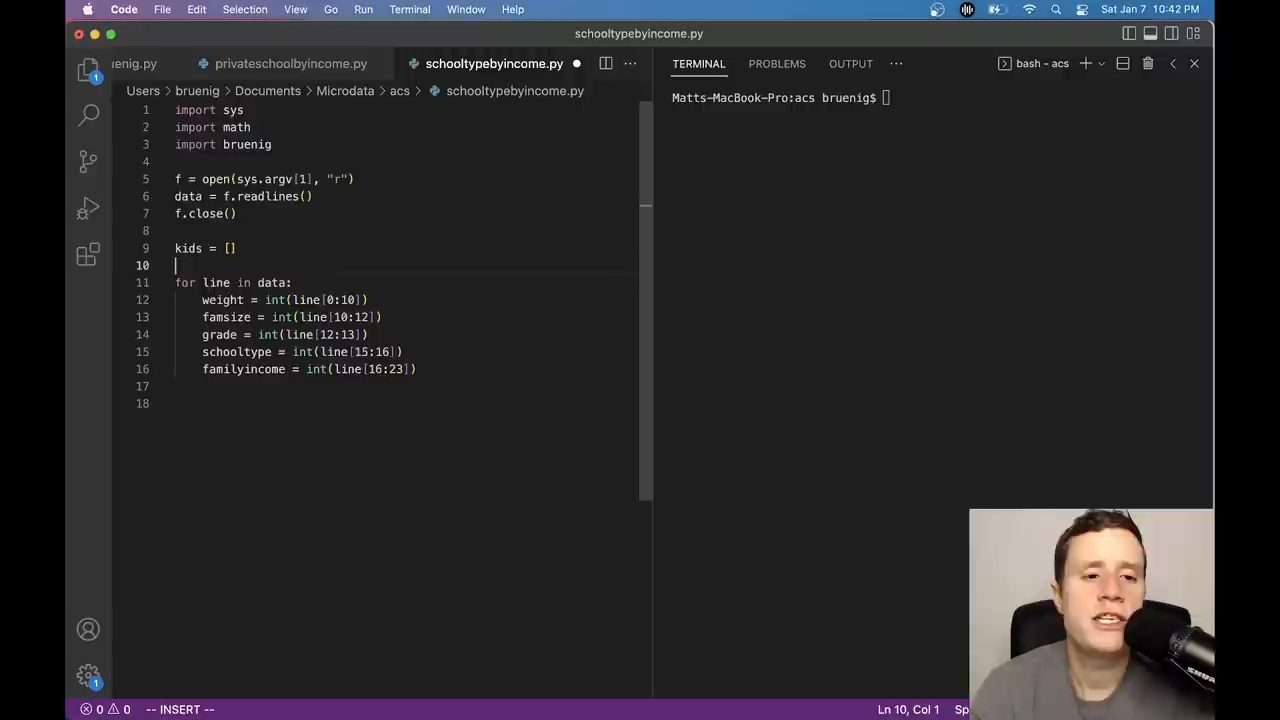 Code File Edit Selection View Go Run Terminal Window Help Sat Jan 7 10:42 PM
schooltypebyincome.py
uenig.py privateschoolbyincome.py schooltypebyincome.py
TERMINAL PROBLEMS OUTPUT ··· bash - acs
Users > bruenig > Documents > Microdata > acs > schooltypebyincome.py
Matts-MacBook-Pro:acs bruenig$
1 import sys
2 import math
3 import bruenig
4
5 f = open(sys.argv[1], "r")
6 data = f.readlines()
7 f.close()
8
9 kids = []
10
11 for line in data:
12 weight = int(line[0:10])
13 famsize = int(line[10:12])
14 grade = int(line[12:13])
15 schooltype = int(line[15:16])
16 familyincome = int(line[16:23])
17
18
1
1
0 0 -- INSERT -- Ln 10, Col 1 Sp